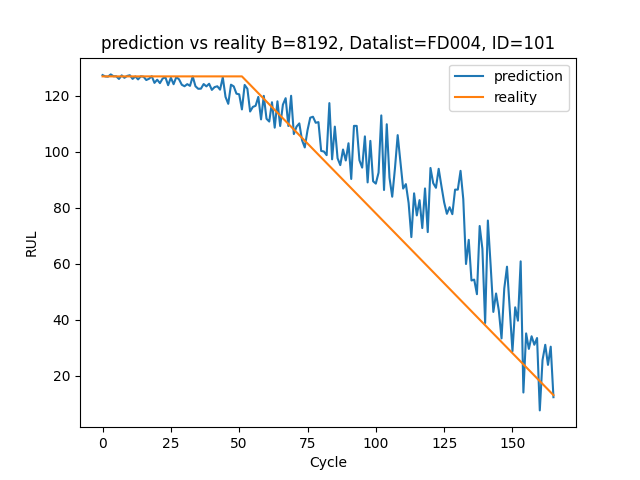 prediction vs reality B=8192, Datalist=FD004, ID=101
prediction
reality
RUL
120
100
80
60
40
20
0 25 50 75 100 125 150
Cycle